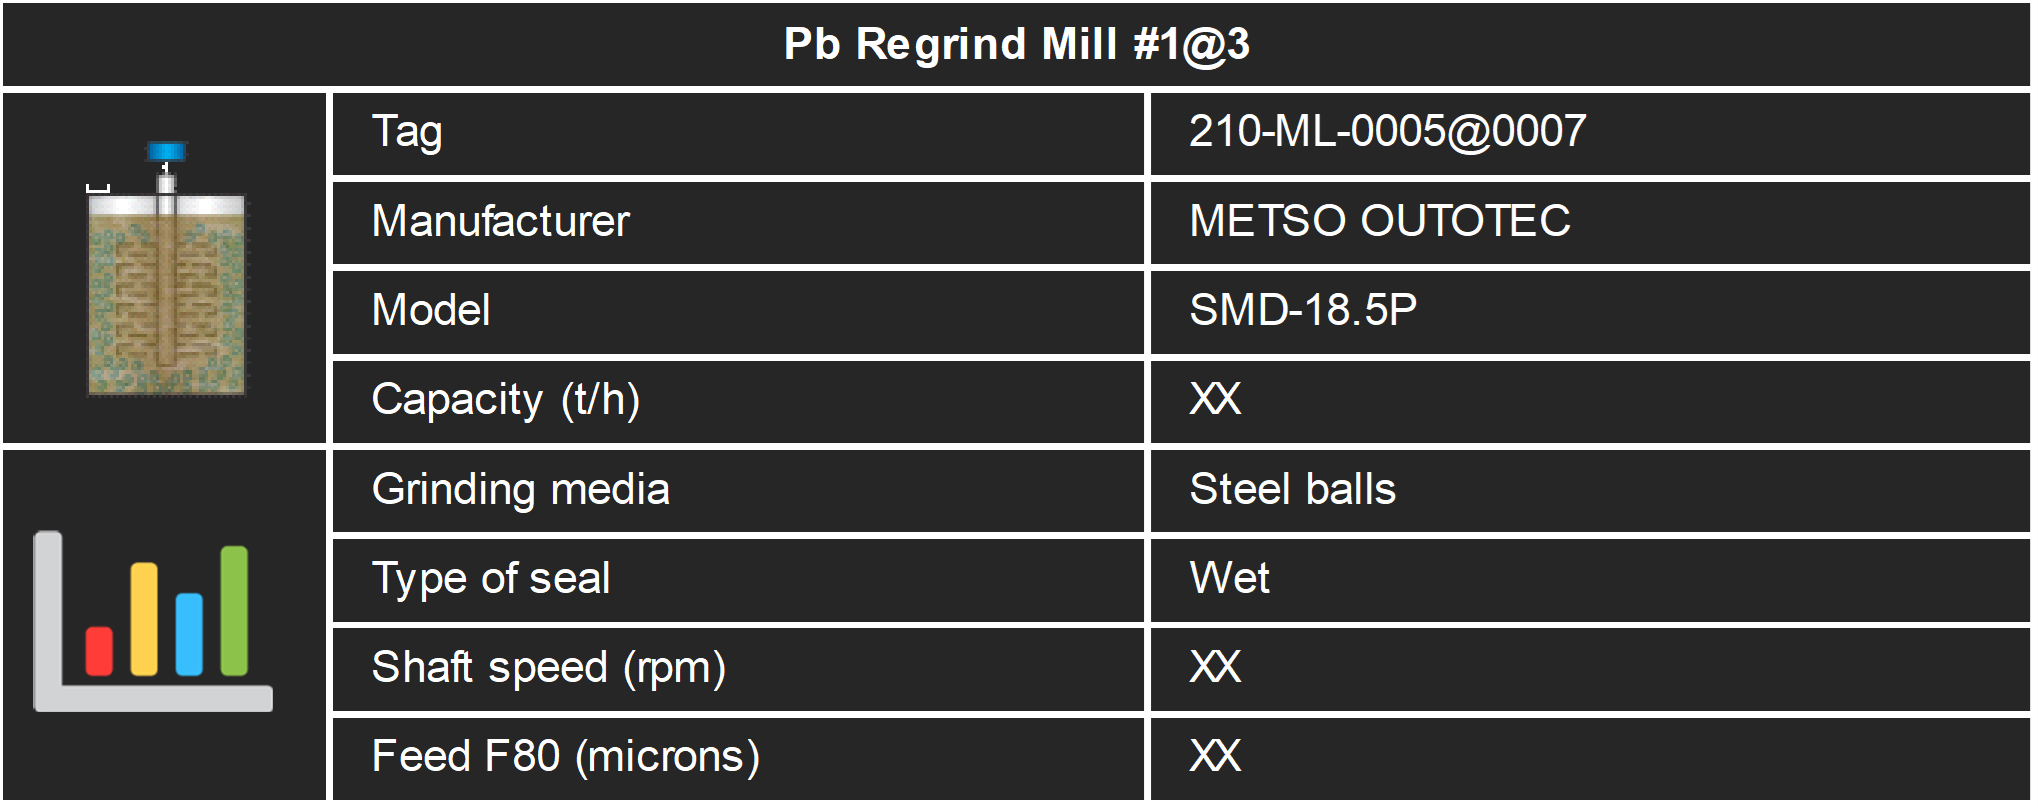 Pb Regrind Mill #1@3
Tag 210-ML-0005@0007
Manufacturer METSO OUTOTEC
Model SMD-18.5P
Capacity (t/h) XX
Grinding media Steel balls
Type of seal Wet
Shaft speed (rpm) XX
Feed F80 (microns) XX